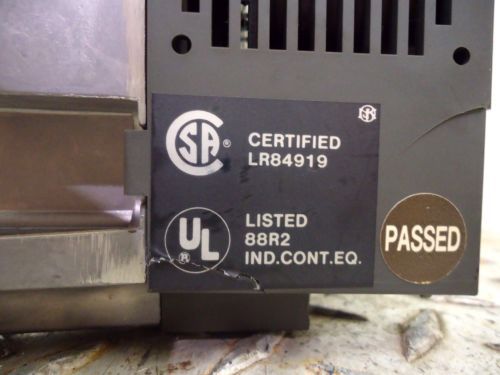 CSA® CERTIFIED
LR84919
UL® LISTED
88R2
IND.CONT.EQ.
PASSED